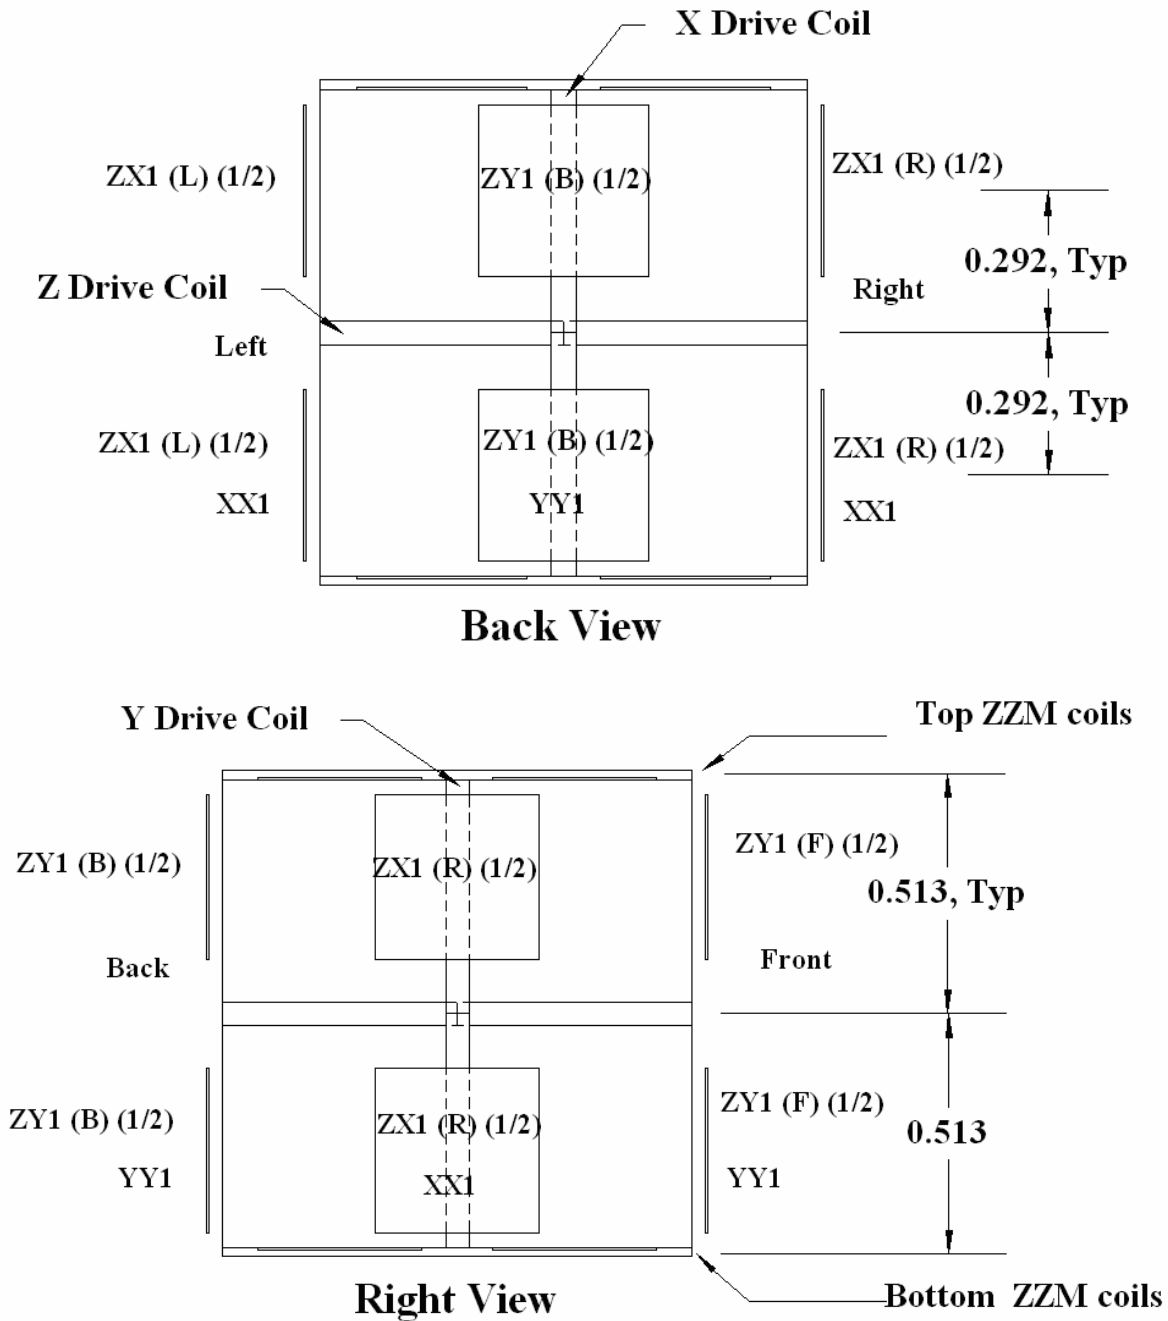 X Drive Coil
ZX1 (L) (1/2)
ZY1 (B) (1/2)
ZX1 (R) (1/2)
0.292, Typ
Z Drive Coil
Right
Left
0.292, Typ
ZX1 (L) (1/2)
ZY1 (B) (1/2)
ZX1 (R) (1/2)
XX1
YY1
XX1
Back View
Y Drive Coil
Top ZZM coils
ZY1 (B) (1/2)
ZX1 (R) (1/2)
ZY1 (F) (1/2)
0.513, Typ
Back
Front
ZY1 (B) (1/2)
ZX1 (R) (1/2)
ZY1 (F) (1/2)
0.513
YY1
XX1
YY1
Right View
Bottom ZZM coils